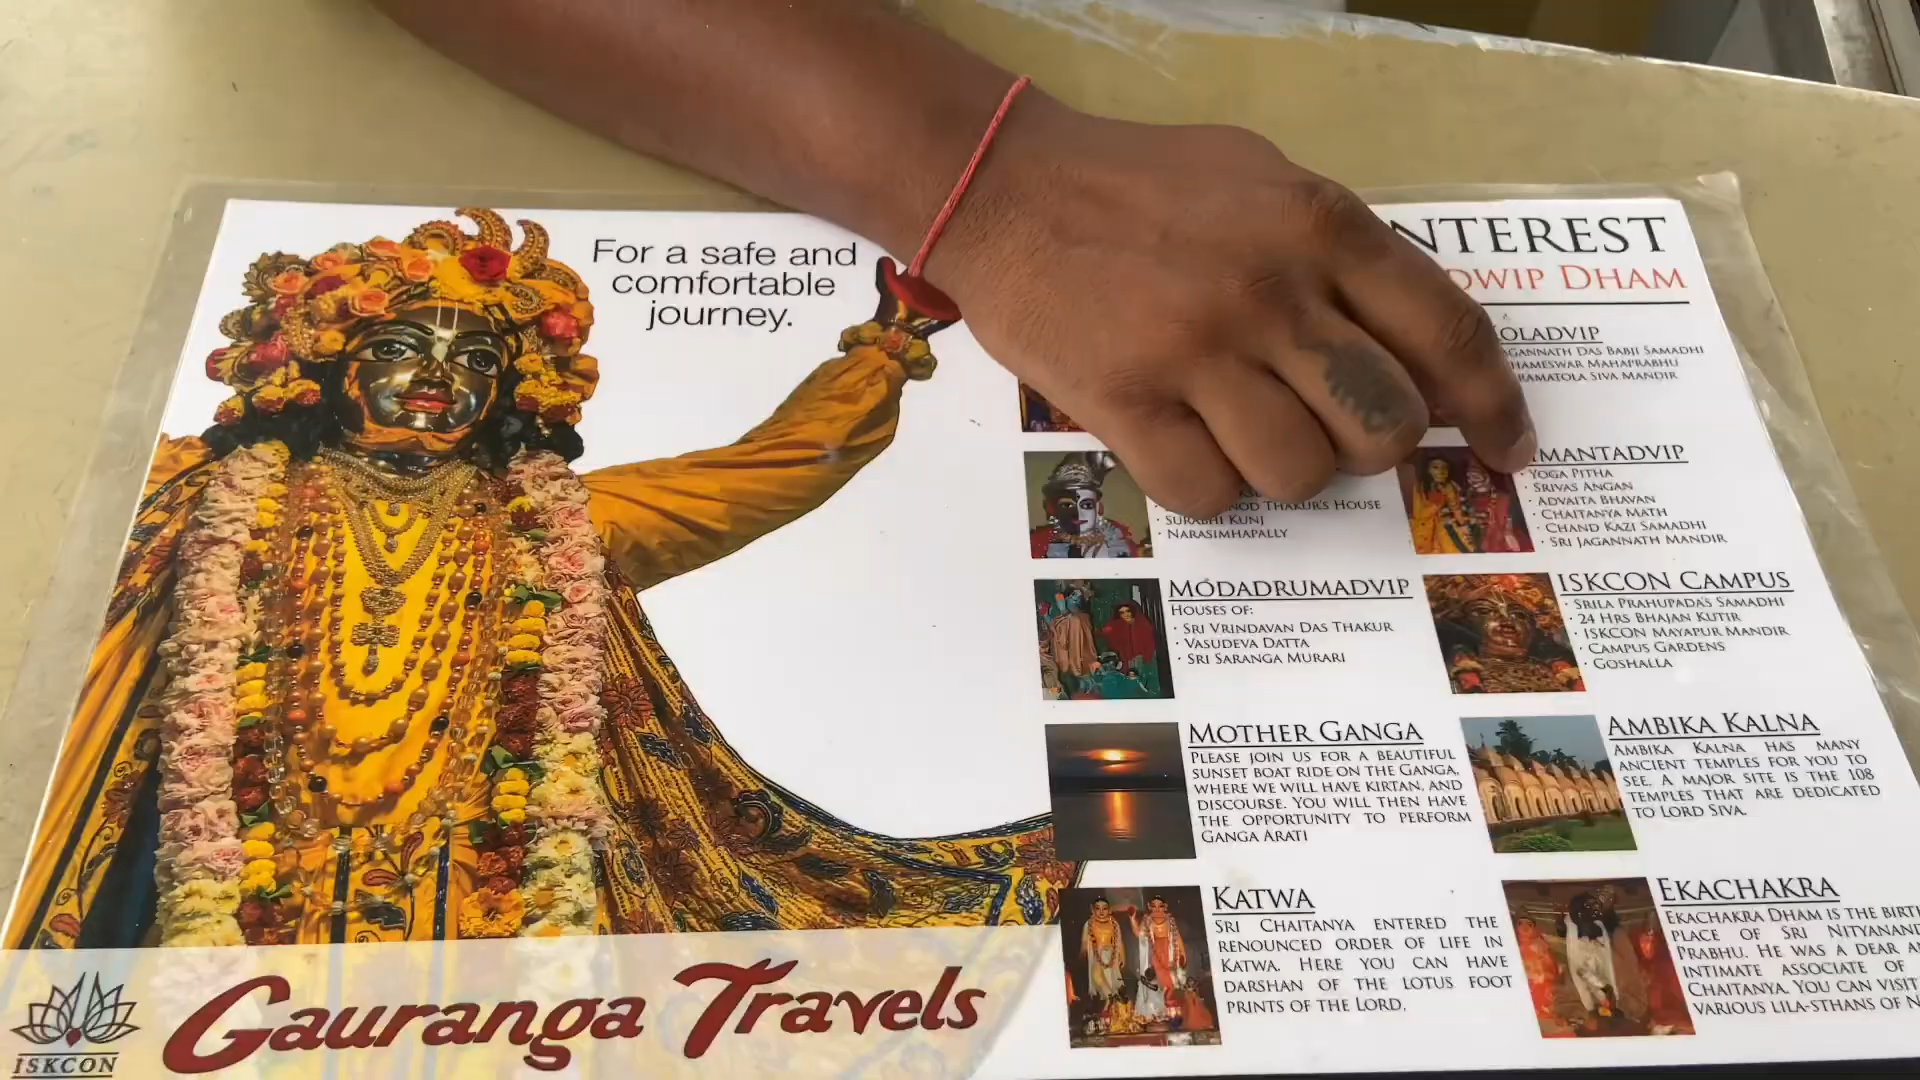 For a safe and
comfortable
journey.
Gauranga Travels
ISKCON
NTEREST
DWIP DHAM
OLADVIP
AGANNATH DAS BABJI SAMADHI
HAMESWAR MAHAPRABHU
RAMATOLA SIVA MANDIR
NOD THAKUR'S HOUSE
· SURABHI KUNJ
· NARASIMHAPALLY
IMANTADVIP
· YOGA PITHA
· SRIVAS ANGAN
· ADVAITA BHAVAN
· CHAITANYA MATH
· CHAND KAZI SAMADHI
· SRI JAGANNATH MANDIR
MODADRUMADVIP
HOUSES OF:
· SRI VRINDAVAN DAS THAKUR
· VASUDEVA DATTA
· SRI SARANGA MURARI
ISKCON CAMPUS
· SRILA PRAHUPADA'S SAMADHI
· 24 HRS BHAJAN KUTIR
· ISKCON MAYAPUR MANDIR
· CAMPUS GARDENS
· GOSHALLA
MOTHER GANGA
PLEASE JOIN US FOR A BEAUTIFUL
SUNSET BOAT RIDE ON THE GANGA,
WHERE WE WILL HAVE KIRTAN, AND
DISCOURSE. YOU WILL THEN HAVE
THE OPPORTUNITY TO PERFORM
GANGA ARATI
AMBIKA KALNA
AMBIKA KALNA HAS MANY
ANCIENT TEMPLES FOR YOU TO
SEE. A MAJOR SITE IS THE 108
TEMPLES THAT ARE DEDICATED
TO LORD SIVA.
KATWA
SRI CHAITANYA ENTERED THE
RENOUNCED ORDER OF LIFE IN
KATWA. HERE YOU CAN HAVE
DARSHAN OF THE LOTUS FOOT
PRINTS OF THE LORD.
EKACHAKRA
EKACHAKRA DHAM IS THE BIRT
PLACE OF SRI NITYANAND
PRABHU. HE WAS A DEAR A
INTIMATE ASSOCIATE OF
CHAITANYA. YOU CAN VISIT
VARIOUS LILA-STHANS OF N